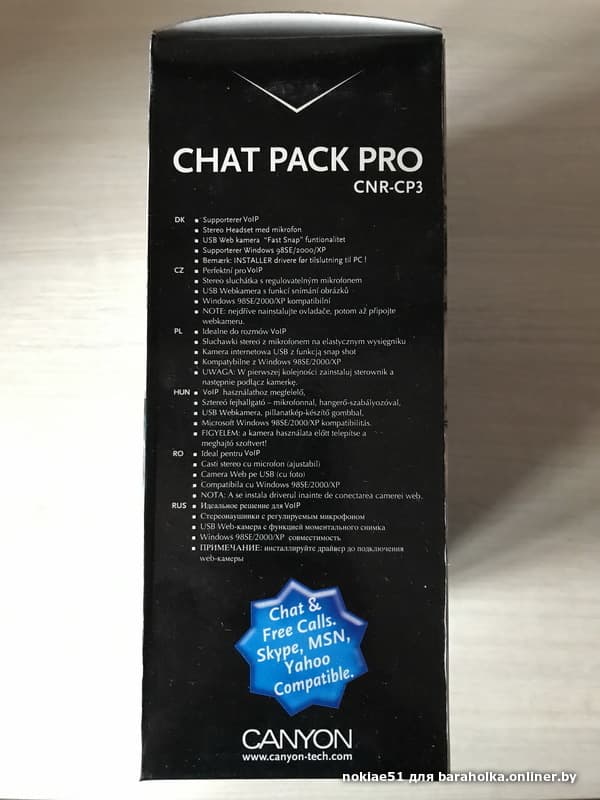 CHAT PACK PRO
CNR-CP3
DK ▪ Supporterer VoIP
▪ Stereo Headset med mikrofon
▪ USB Web kamera "Fast Snap" funtionalitet
▪ Supporterer Windows 98SE/2000/XP
▪ Bemærk: INSTALLER drivere før tilslutning til PC !
CZ ▪ Perfektní pro VoIP
▪ Stereo sluchátka s regulovatelným mikrofonem
▪ USB Webkamera s funkcí snímání obrázků
▪ Windows 98SE/2000/XP kompatibilní
▪ NOTE: nejdříve nainstalujte ovladače, potom až připojte
webkameru.
PL ▪ Idealne do rozmów VoIP
▪ Słuchawki stereo z mikrofonem na elastycznym wysięgniku
▪ Kamera internetowa USB z funkcją snap shot
▪ Kompatybilne z Windows 98SE/2000/XP
▪ UWAGA: W pierwszej kolejności zainstaluj sterownik a
następnie podłącz kamerkę.
HUN ▪ VoIP használathoz megfelelő,
▪ Sztereó fejhallgató – mikrofonnal, hangerő-szabályozóval,
▪ USB Webkamera, pillanatkép-készítő gombbal,
▪ Microsoft Windows 98SE/2000/XP kompatibilitás.
▪ FIGYELEM: a kamera használata előtt telepítse a
meghajtó szoftvert!
RO ▪ Ideal pentru VoIP
▪ Casti stereo cu microfon (ajustabil)
▪ Camera Web pe USB (cu foto)
▪ Compatibila cu Windows 98SE/2000/XP
▪ NOTA: A se instala driverul inainte de conectarea camerei web.
RUS ▪ Идеальное решение для VoIP
▪ Стереонаушники с регулируемым микрофоном
▪ USB Web-камера с функцией моментального снимка
▪ Windows 98SE/2000/XP совместимость
▪ ПРИМЕЧАНИЕ: инсталлируйте драйвер до подключения
web-камеры
Chat &
Free Calls.
Skype, MSN,
Yahoo
Compatible.
CANYON
www.canyon-tech.com
noklae51 для baraholka.onliner.by